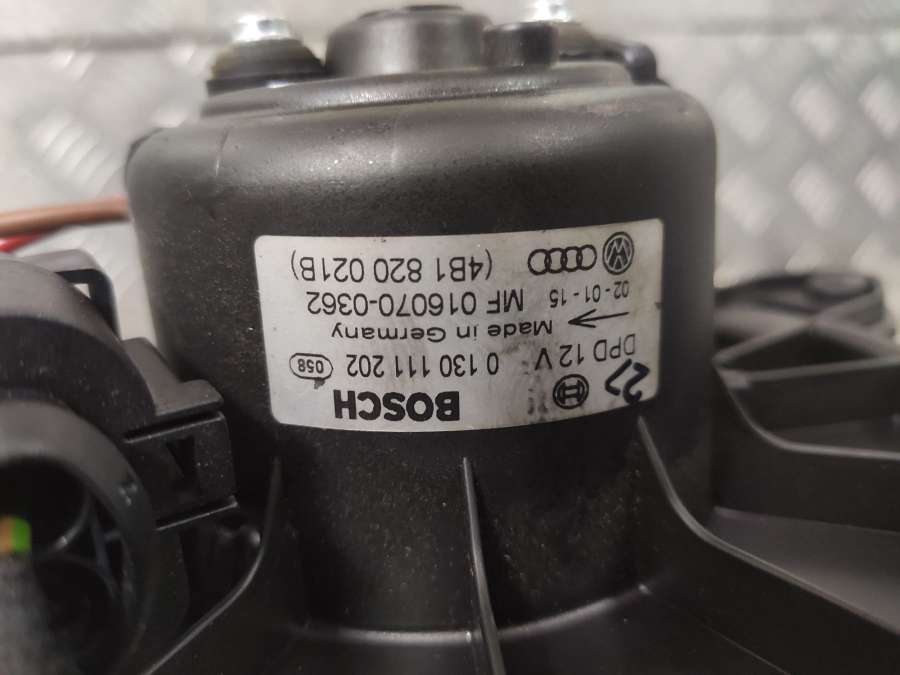 BOSCH
DPD 12 V 0 130 111 202 058
Made in Germany
02 - 01 - 15 MF 016070-0362
(4B1 820 021B)